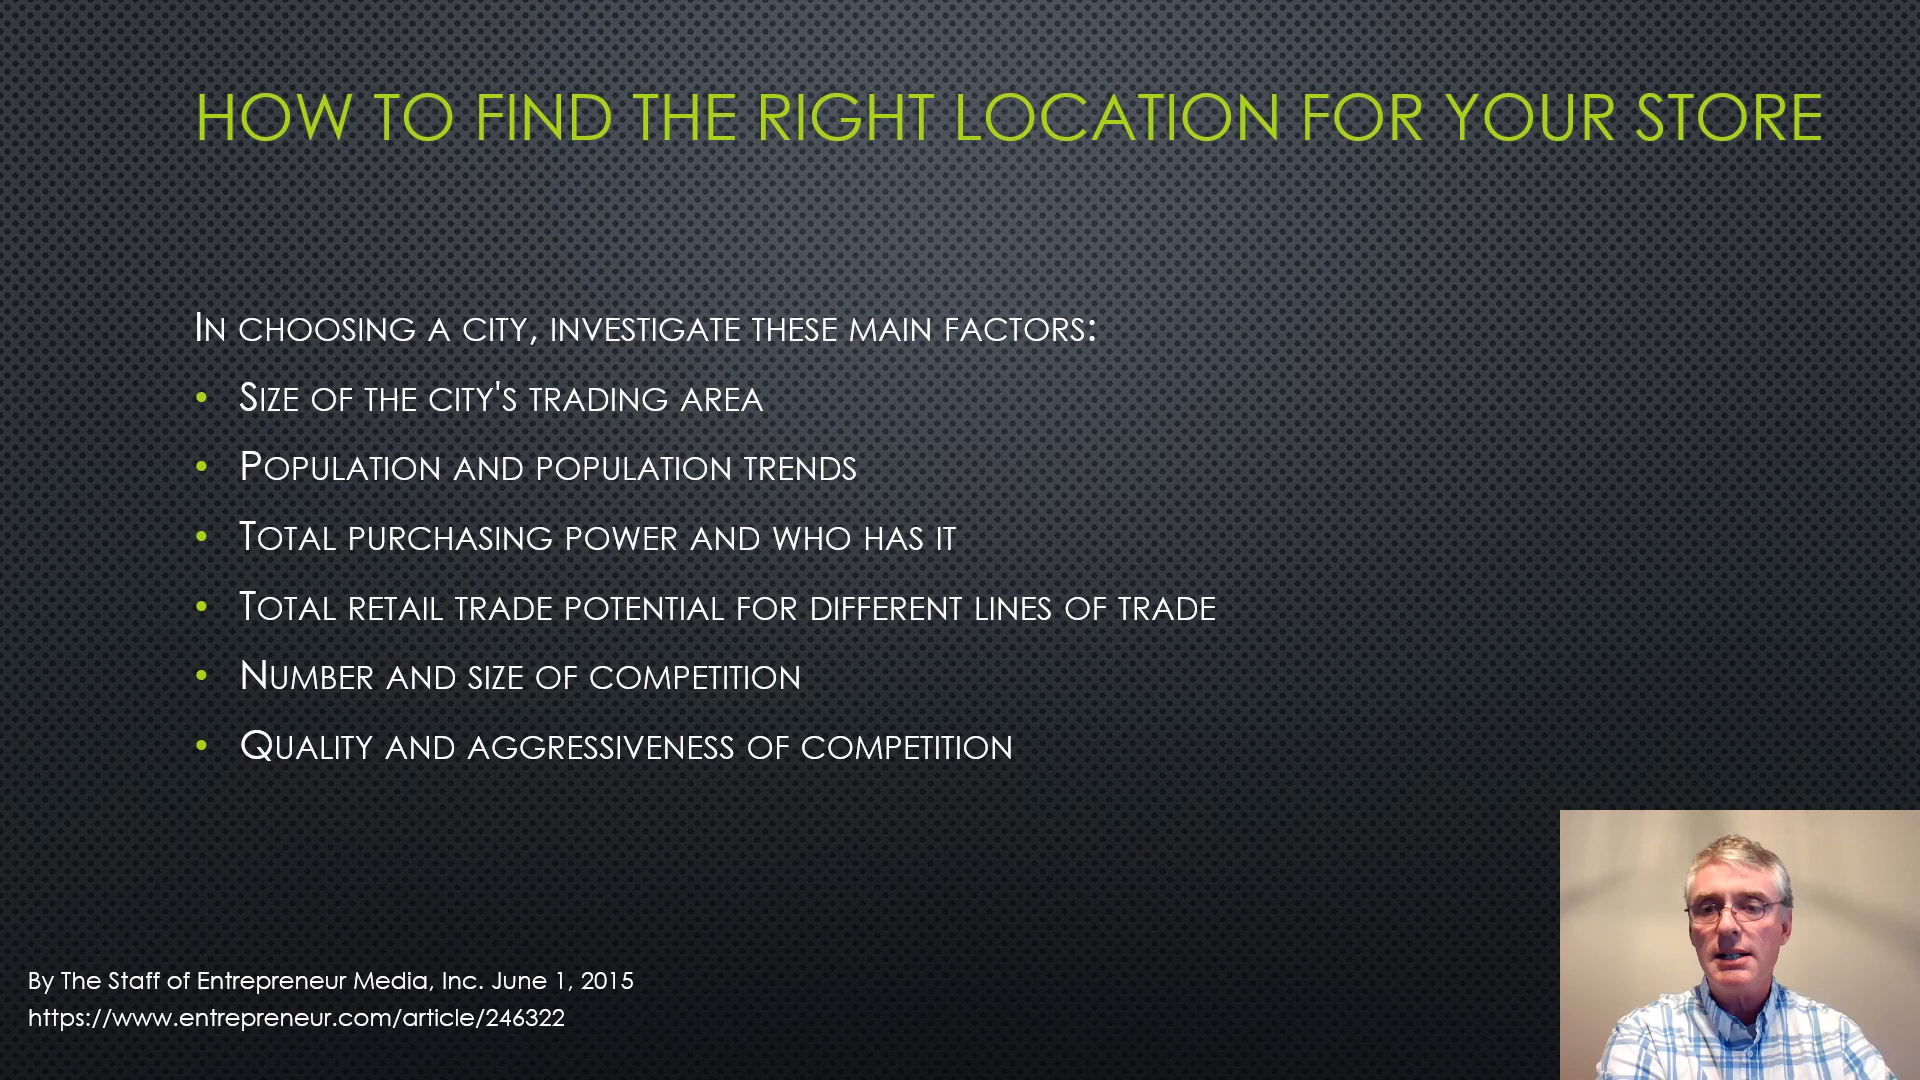 HOW TO FIND THE RIGHT LOCATION FOR YOUR STORE
In choosing a city, investigate these main factors:
• Size of the city's trading area
• Population and population trends
• Total purchasing power and who has it
• Total retail trade potential for different lines of trade
• Number and size of competition
• Quality and aggressiveness of competition
By The Staff of Entrepreneur Media, Inc. June 1, 2015
https://www.entrepreneur.com/article/246322